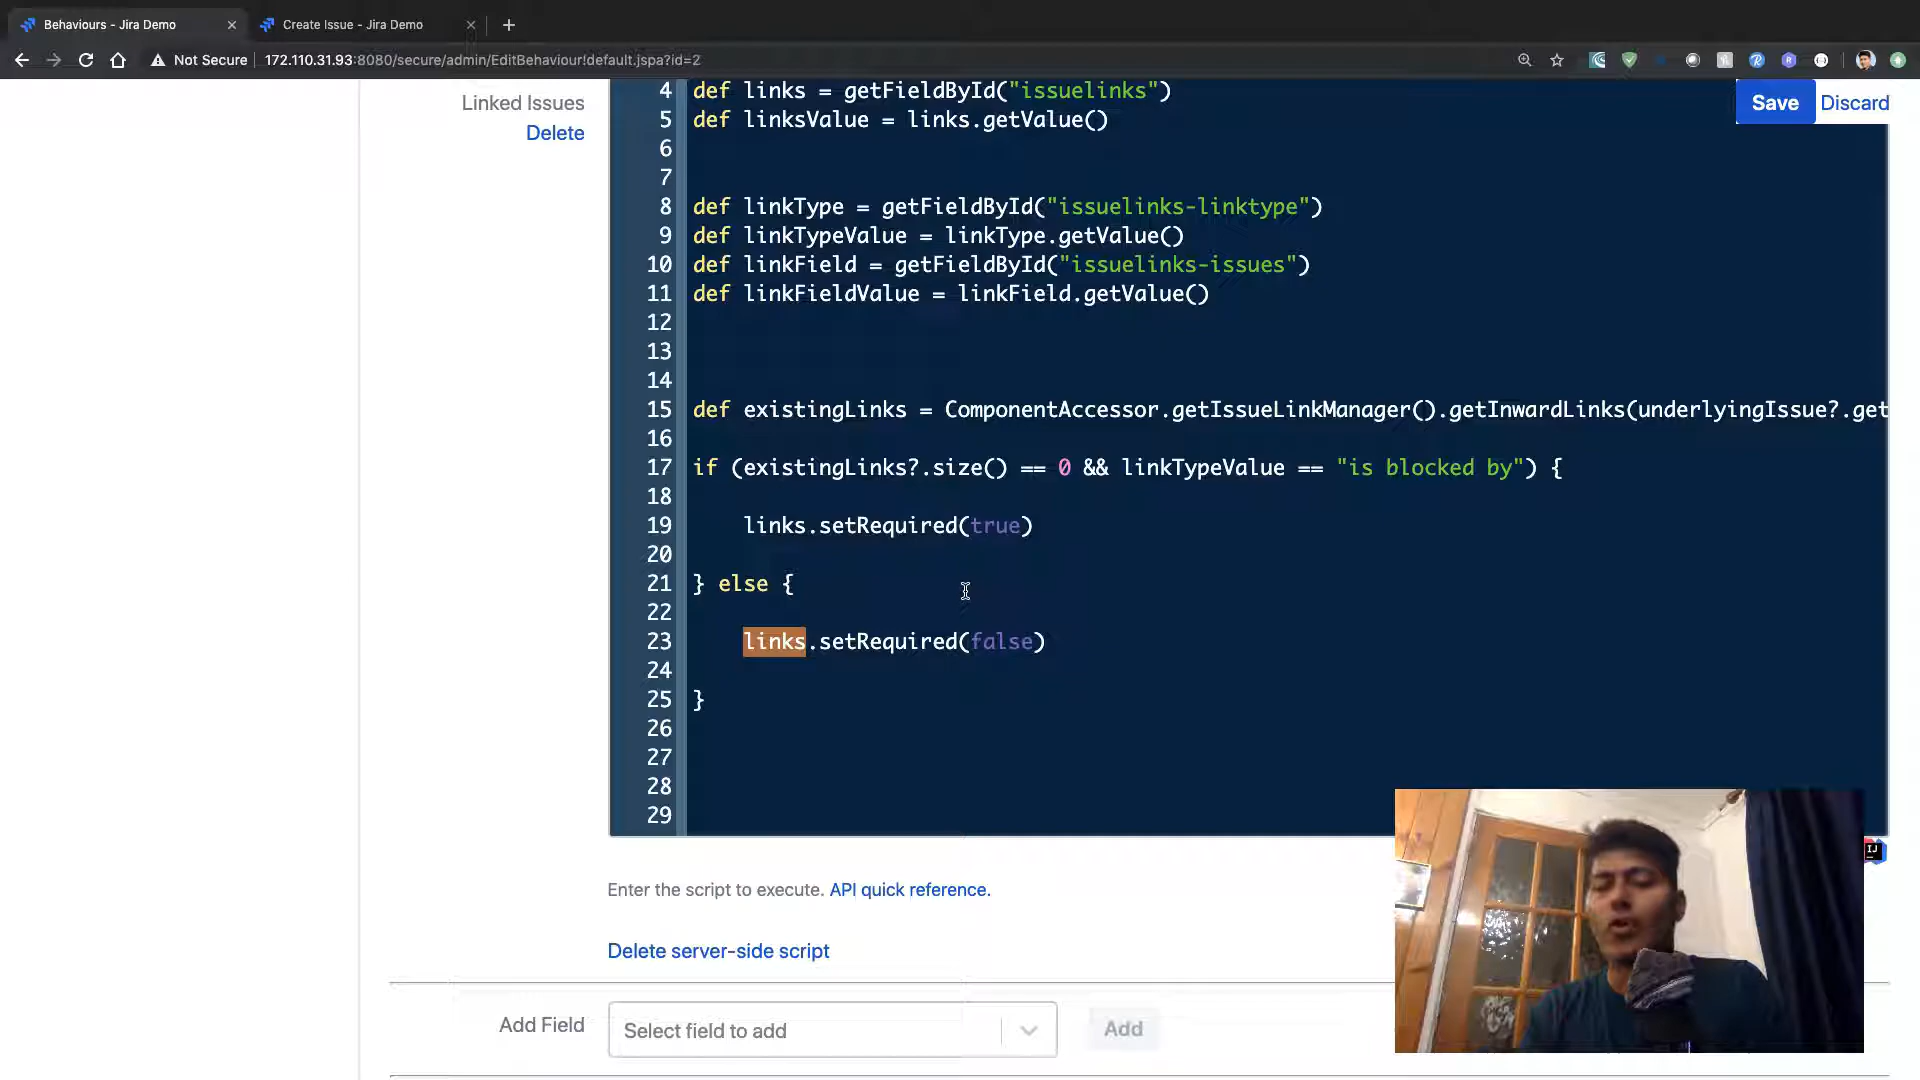 Behaviours - Jira Demo
Create Issue - Jira Demo
Not Secure
172.110.31.93:8080/secure/admin/EditBehaviour!default.jspa?id=2
Linked Issues
Delete
Save
Discard
4 def links = getFieldById("issuelinks")
5 def linksValue = links.getValue()
6
7
8 def linkType = getFieldById("issuelinks-linktype")
9 def linkTypeValue = linkType.getValue()
10 def linkField = getFieldById("issuelinks-issues")
11 def linkFieldValue = linkField.getValue()
12
13
14
15 def existingLinks = ComponentAccessor.getIssueLinkManager().getInwardLinks(underlyingIssue?.get
16
17 if (existingLinks?.size() == 0 && linkTypeValue == "is blocked by") {
18
19 links.setRequired(true)
20
21 } else {
22
23 links.setRequired(false)
24
25 }
26
27
28
29
IJ
Enter the script to execute. API quick reference.
Delete server-side script
Add Field
Select field to add
Add